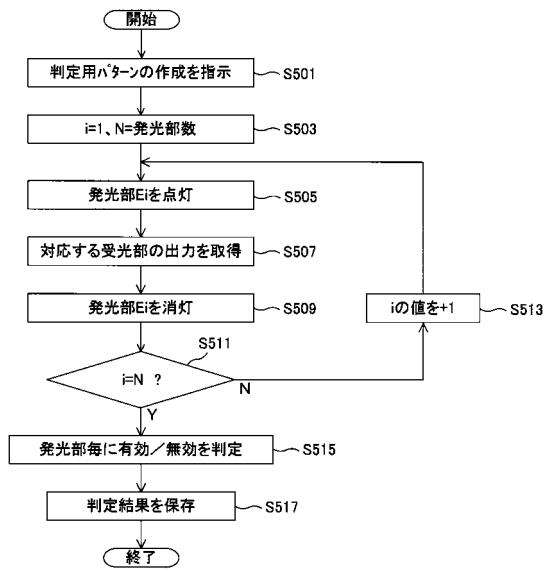 開始
判定用パターンの作成を指示
S501
i=1、N=発光部数
S503
発光部Eiを点灯
S505
対応する受光部の出力を取得
S507
発光部Eiを消灯
S509
iの値を+1
S513
S511
i=N ?
N
Y
発光部毎に有効／無効を判定
S515
判定結果を保存
S517
終了